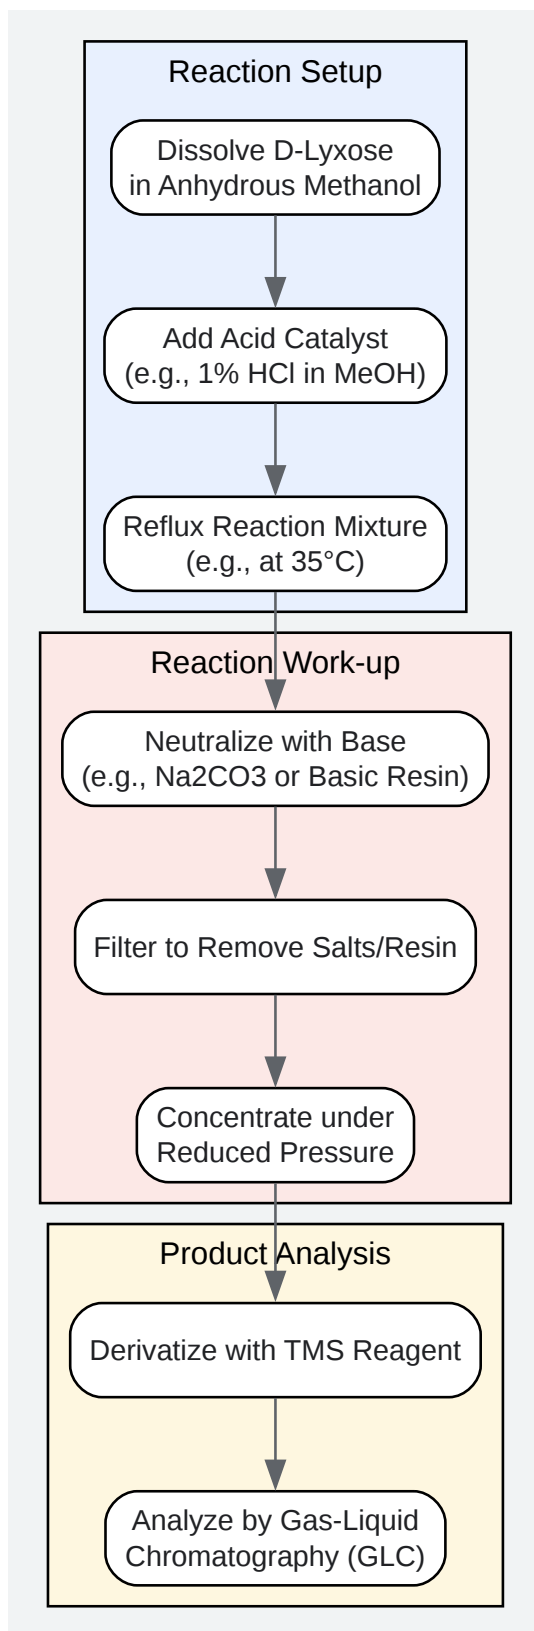 Reaction Setup
Dissolve D-Lyxose
in Anhydrous Methanol
Add Acid Catalyst
(e.g., 1% HCl in MeOH)
Reflux Reaction Mixture
(e.g., at 35°C)
Reaction Work-up
Neutralize with Base
(e.g., Na2CO3 or Basic Resin)
Filter to Remove Salts/Resin
Concentrate under
Reduced Pressure
Product Analysis
Derivatize with TMS Reagent
Analyze by Gas-Liquid
Chromatography (GLC)